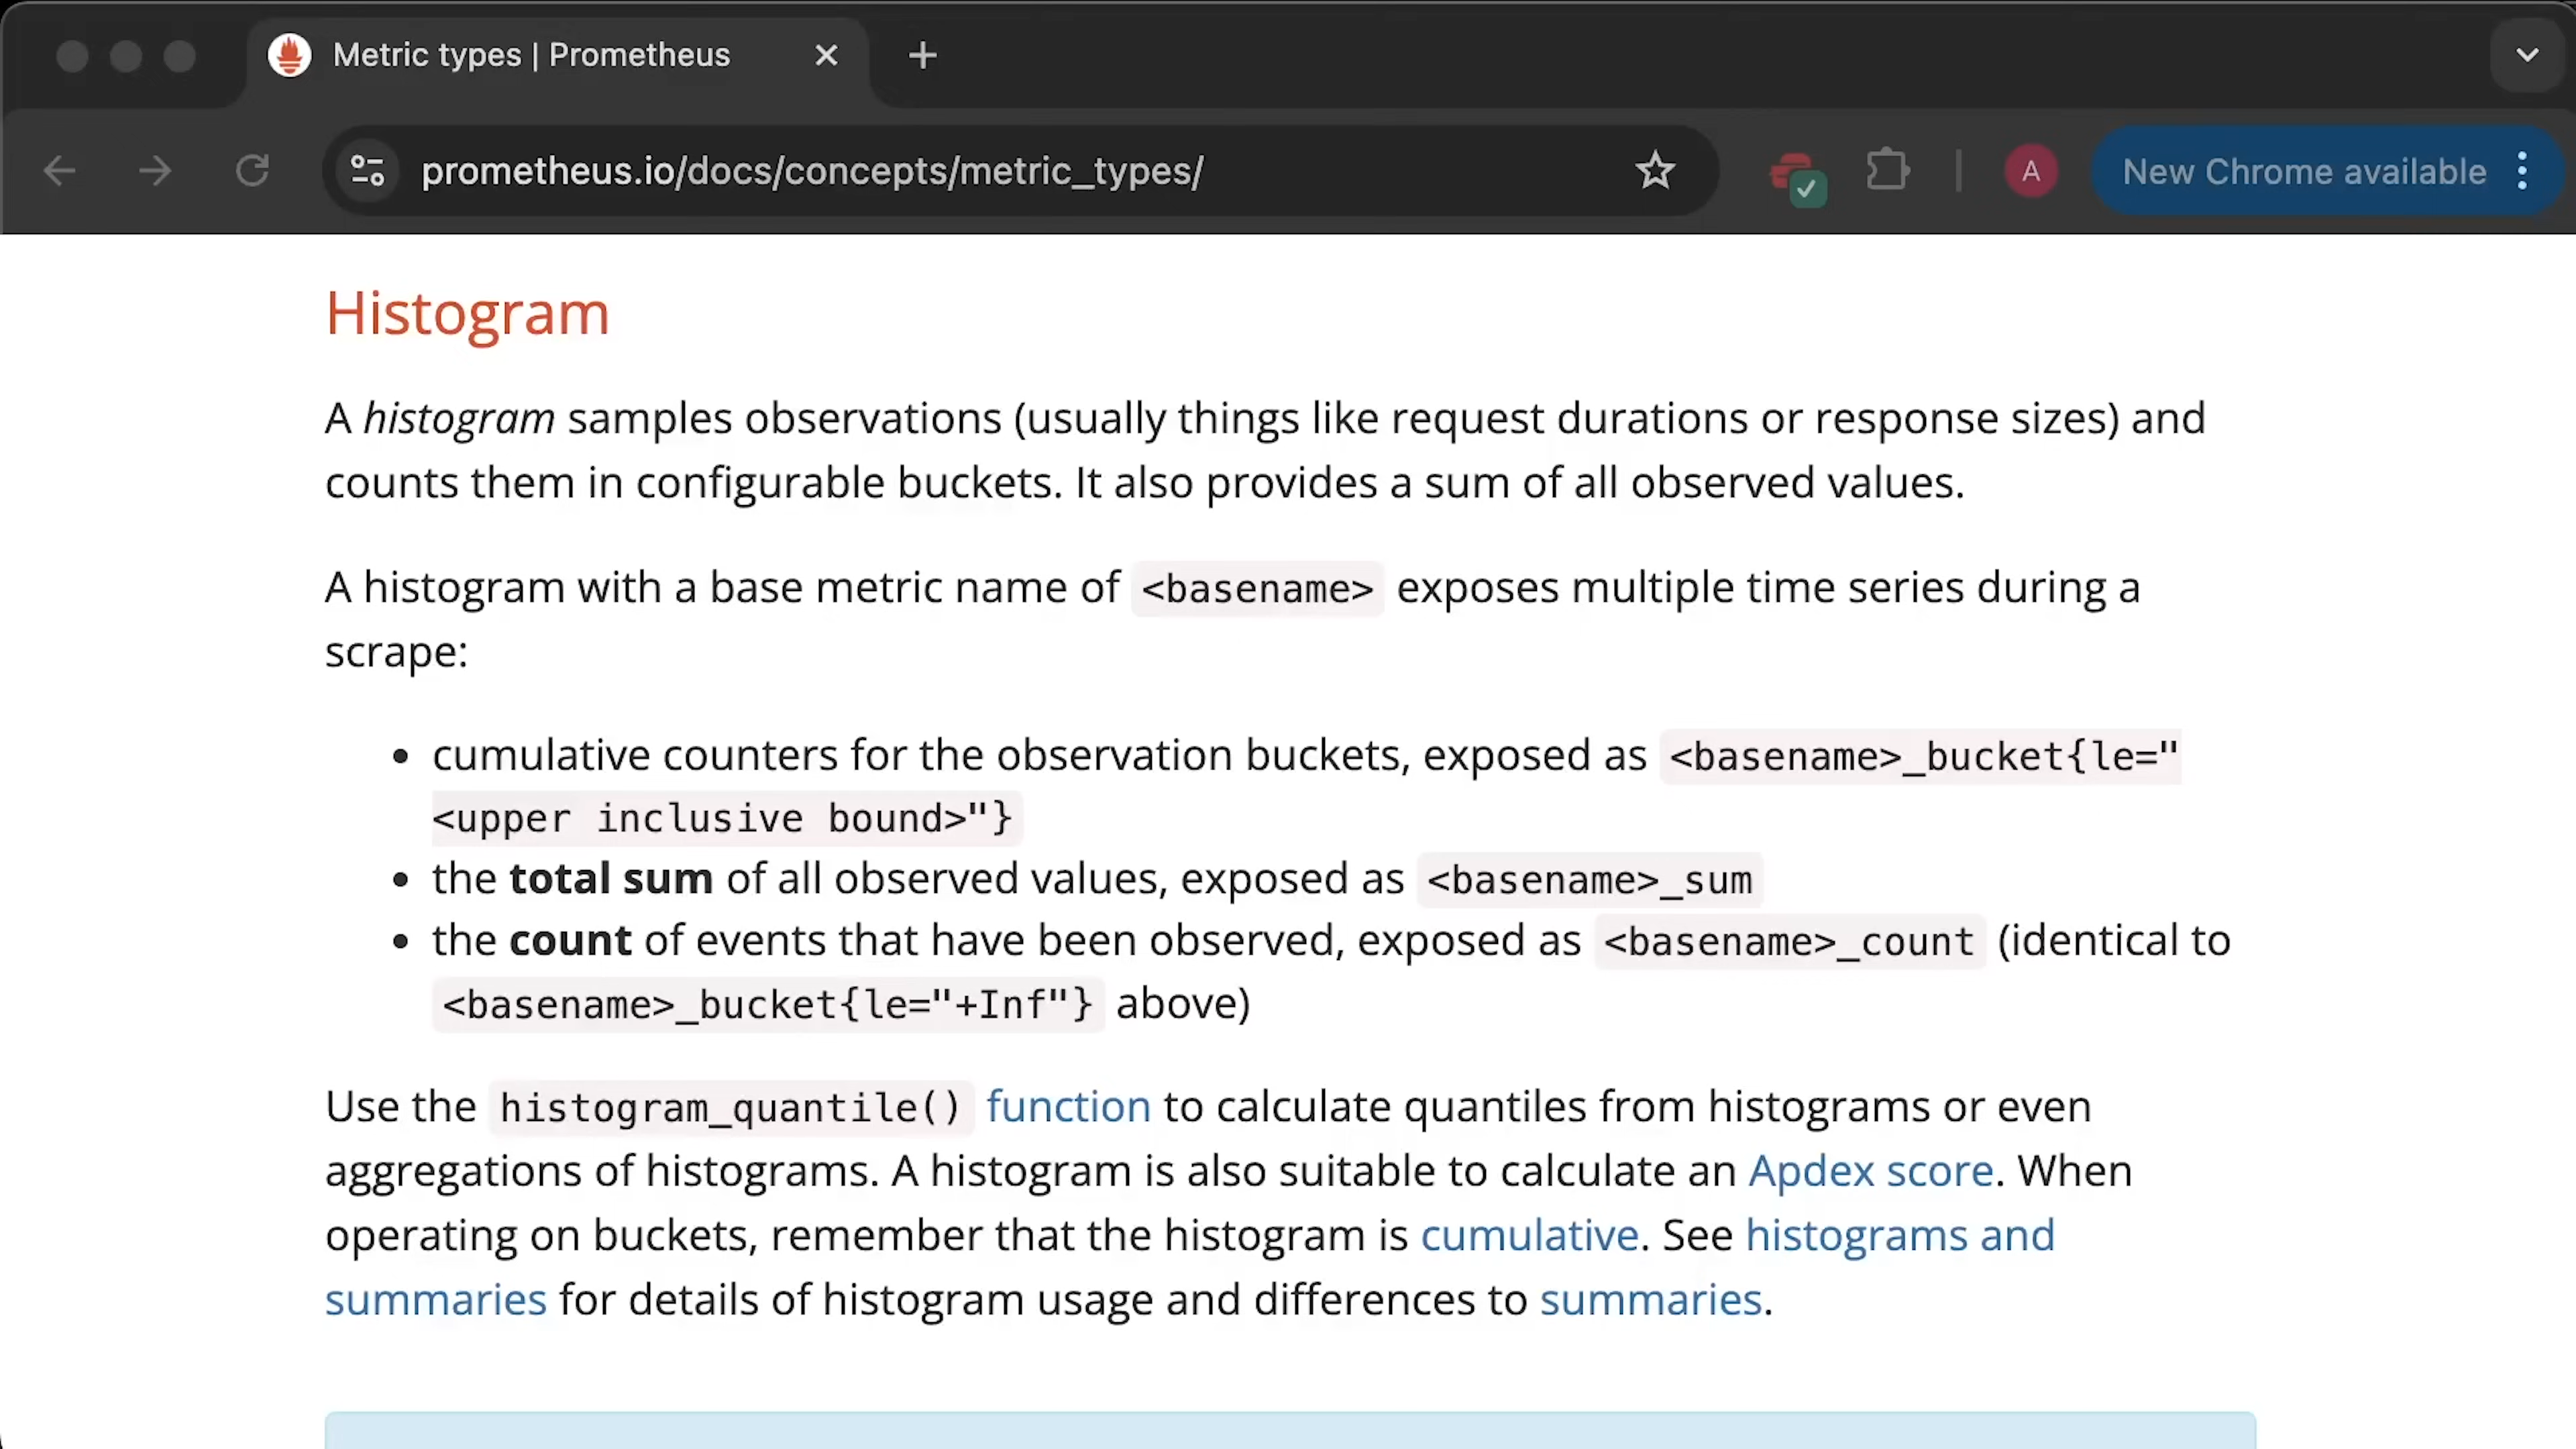 Metric types | Prometheus
prometheus.io/docs/concepts/metric_types/
A
New Chrome available
Histogram
A histogram samples observations (usually things like request durations or response sizes) and
counts them in configurable buckets. It also provides a sum of all observed values.
A histogram with a base metric name of <basename> exposes multiple time series during a
scrape:
• cumulative counters for the observation buckets, exposed as <basename>_bucket{le="
<upper inclusive bound>"}
• the total sum of all observed values, exposed as <basename>_sum
• the count of events that have been observed, exposed as <basename>_count (identical to
<basename>_bucket{le="+Inf"} above)
Use the histogram_quantile() function to calculate quantiles from histograms or even
aggregations of histograms. A histogram is also suitable to calculate an Apdex score. When
operating on buckets, remember that the histogram is cumulative. See histograms and
summaries for details of histogram usage and differences to summaries.